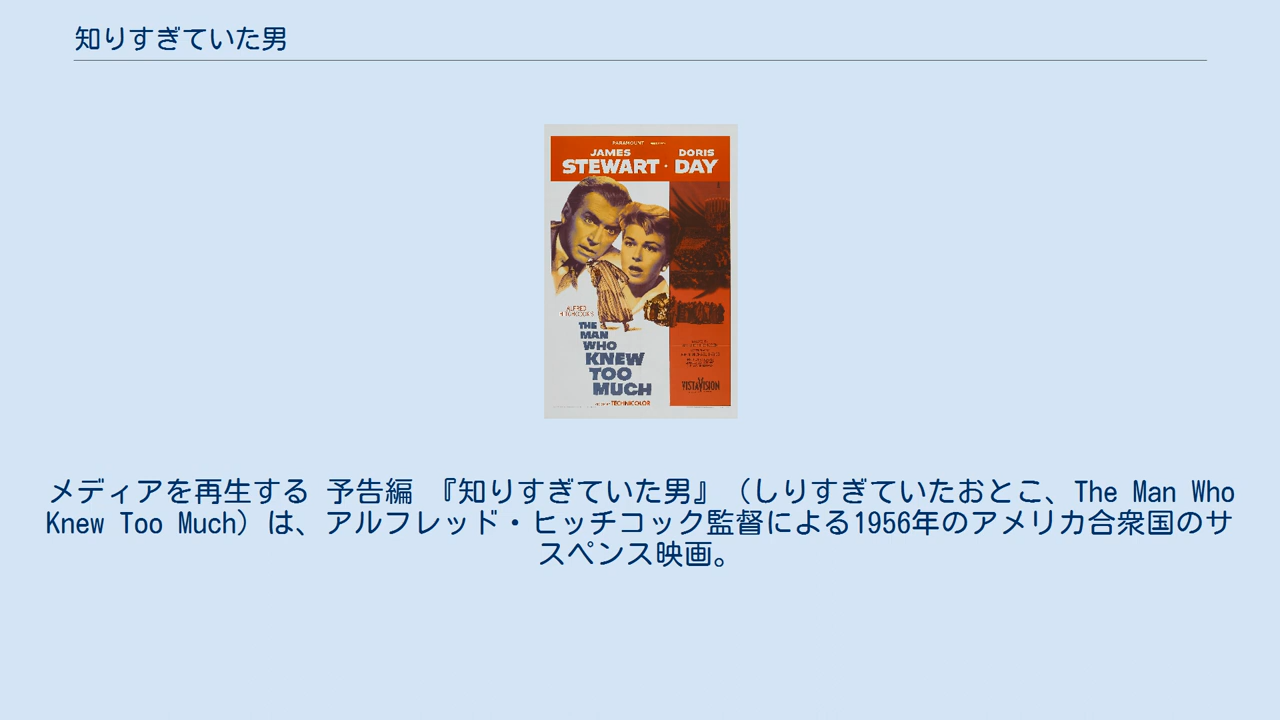 知りすぎていた男
PARAMOUNT
JAMES DORIS
STEWART · DAY
ALFRED
HITCHCOCK'S
THE
MAN
WHO
KNEW
TOO
MUCH
VISTAVISION
TECHNICOLOR
メディアを再生する 予告編 『知りすぎていた男』（しりすぎていたおとこ、The Man Who
Knew Too Much）は、アルフレッド・ヒッチコック監督による1956年のアメリカ合衆国のサ
スペンス映画。